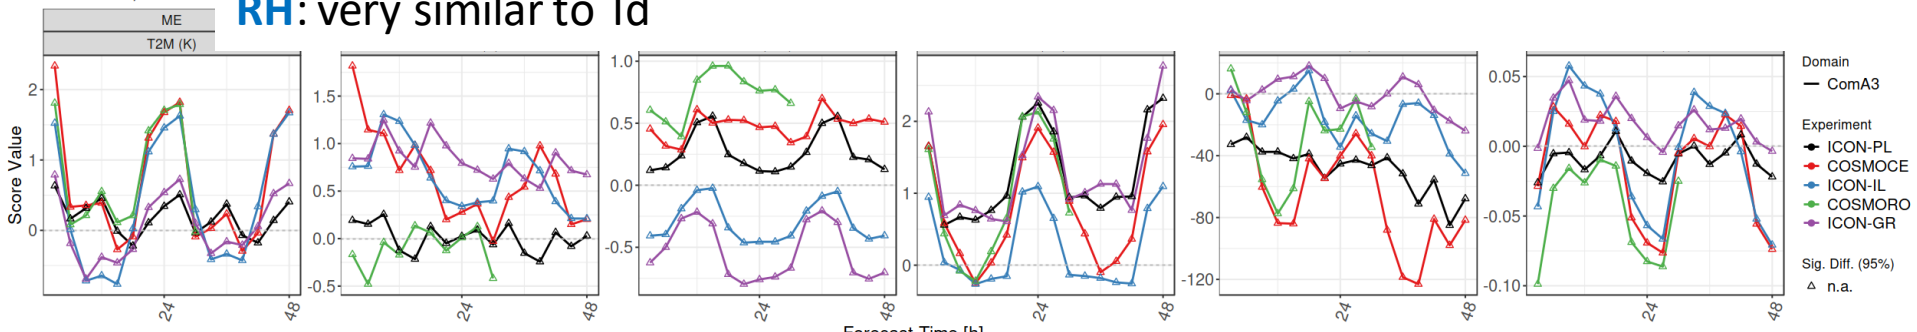 RH: very similar to Td
ME
T2M (K)
Score Value
2
1
0
24
48
1.5
1.0
0.5
0.0
-0.5
24
48
1.0
0.5
0.0
-0.5
24
48
2
1
0
24
48
0
-40
-80
-120
24
48
0.05
0.00
-0.05
-0.10
24
48
Domain
ComA3
Experiment
ICON-PL
COSMOCE
ICON-IL
COSMORO
ICON-GR
Sig. Diff. (95%)
n.a.